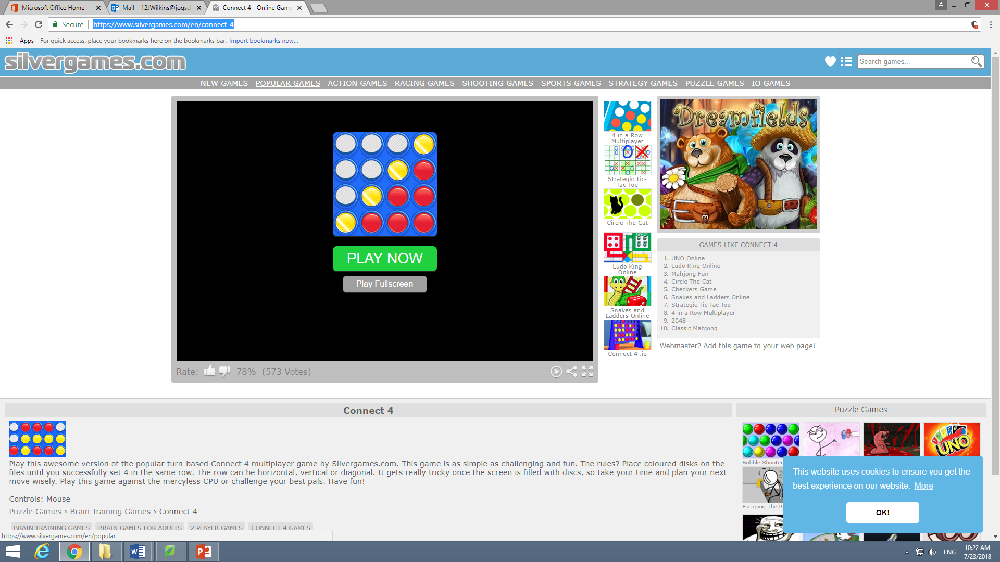 Microsoft Office Home
Mail – 12JWilkins@jogsch
Connect 4 - Online Game
Secure
https://www.silvergames.com/en/connect-4
Apps
For quick access, place your bookmarks here on the bookmarks bar. Import bookmarks now...
silvergames.com
Search games...
NEW GAMES POPULAR GAMES ACTION GAMES RACING GAMES SHOOTING GAMES SPORTS GAMES STRATEGY GAMES PUZZLE GAMES IO GAMES
PLAY NOW
Play Fullscreen
Rate: 78% (573 Votes)
4 in a Row
Multiplayer
Strategic Tic-
Tac-Toe
Circle The Cat
Ludo King
Online
Snakes and
Ladders Online
Connect 4 .io
Dreamfields
GAMES LIKE CONNECT 4
1. UNO Online
2. Ludo King Online
3. Mahjong Fun
4. Circle The Cat
5. Checkers Game
6. Snakes and Ladders Online
7. Strategic Tic-Tac-Toe
8. 4 in a Row Multiplayer
9. 2048
10. Classic Mahjong
Webmaster? Add this game to your web page!
Connect 4
Play this awesome version of the popular turn-based Connect 4 multiplayer game by Silvergames.com. This game is as simple as challenging and fun. The rules? Place coloured disks on the
files until you successfully set 4 in the same row. The row can be horizontal, vertical or diagonal. It gets really tricky once the screen is filled with discs, so take your time and plan your next
move wisely. Play this game against the mercyless CPU or challenge your best pals. Have fun!
Controls: Mouse
Puzzle Games › Brain Training Games › Connect 4
BRAIN TRAINING GAMES BRAIN GAMES FOR ADULTS 2 PLAYER GAMES CONNECT 4 GAMES
https://www.silvergames.com/en/popular
Puzzle Games
UNO
Bubble Shooter
Escaping The P
This website uses cookies to ensure you get the
best experience on our website. More
OK!
ENG
10:22 AM
7/23/2018